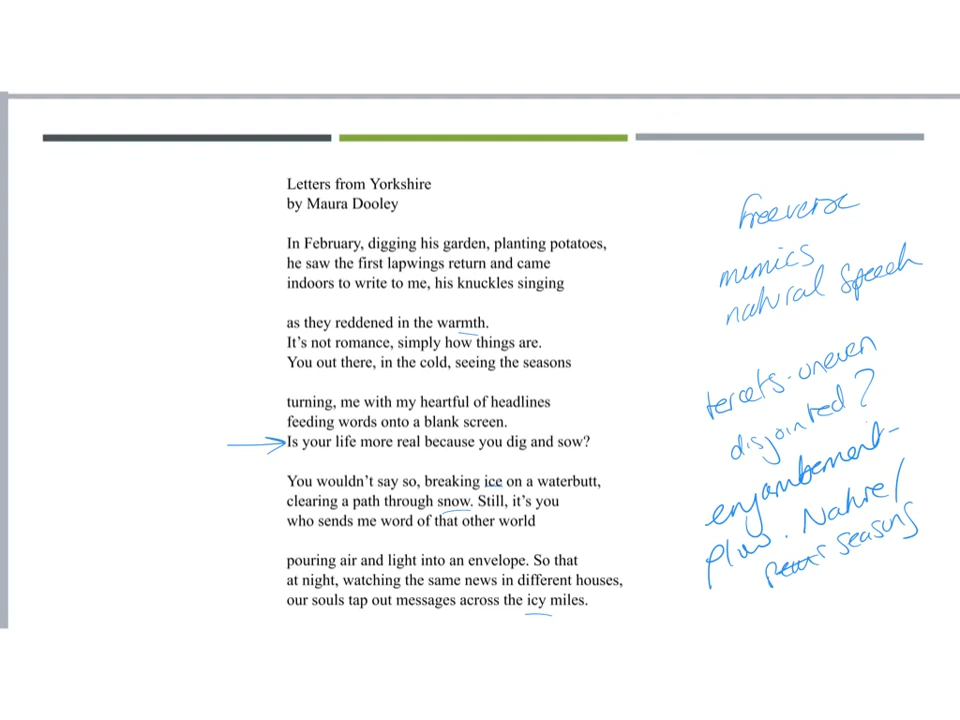 Letters from Yorkshire
by Maura Dooley
In February, digging his garden, planting potatoes,
he saw the first lapwings return and came
indoors to write to me, his knuckles singing
as they reddened in the warmth.
It's not romance, simply how things are.
You out there, in the cold, seeing the seasons
turning, me with my heartful of headlines
feeding words onto a blank screen.
Is your life more real because you dig and sow?
You wouldn't say so, breaking ice on a waterbutt,
clearing a path through snow. Still, it's you
who sends me word of that other world
pouring air and light into an envelope. So that
at night, watching the same news in different houses,
our souls tap out messages across the icy miles.
freeverse
mimics
natural speech
tercets - uneven
disjointed?
enjambement -
flow. Nature/
seasons